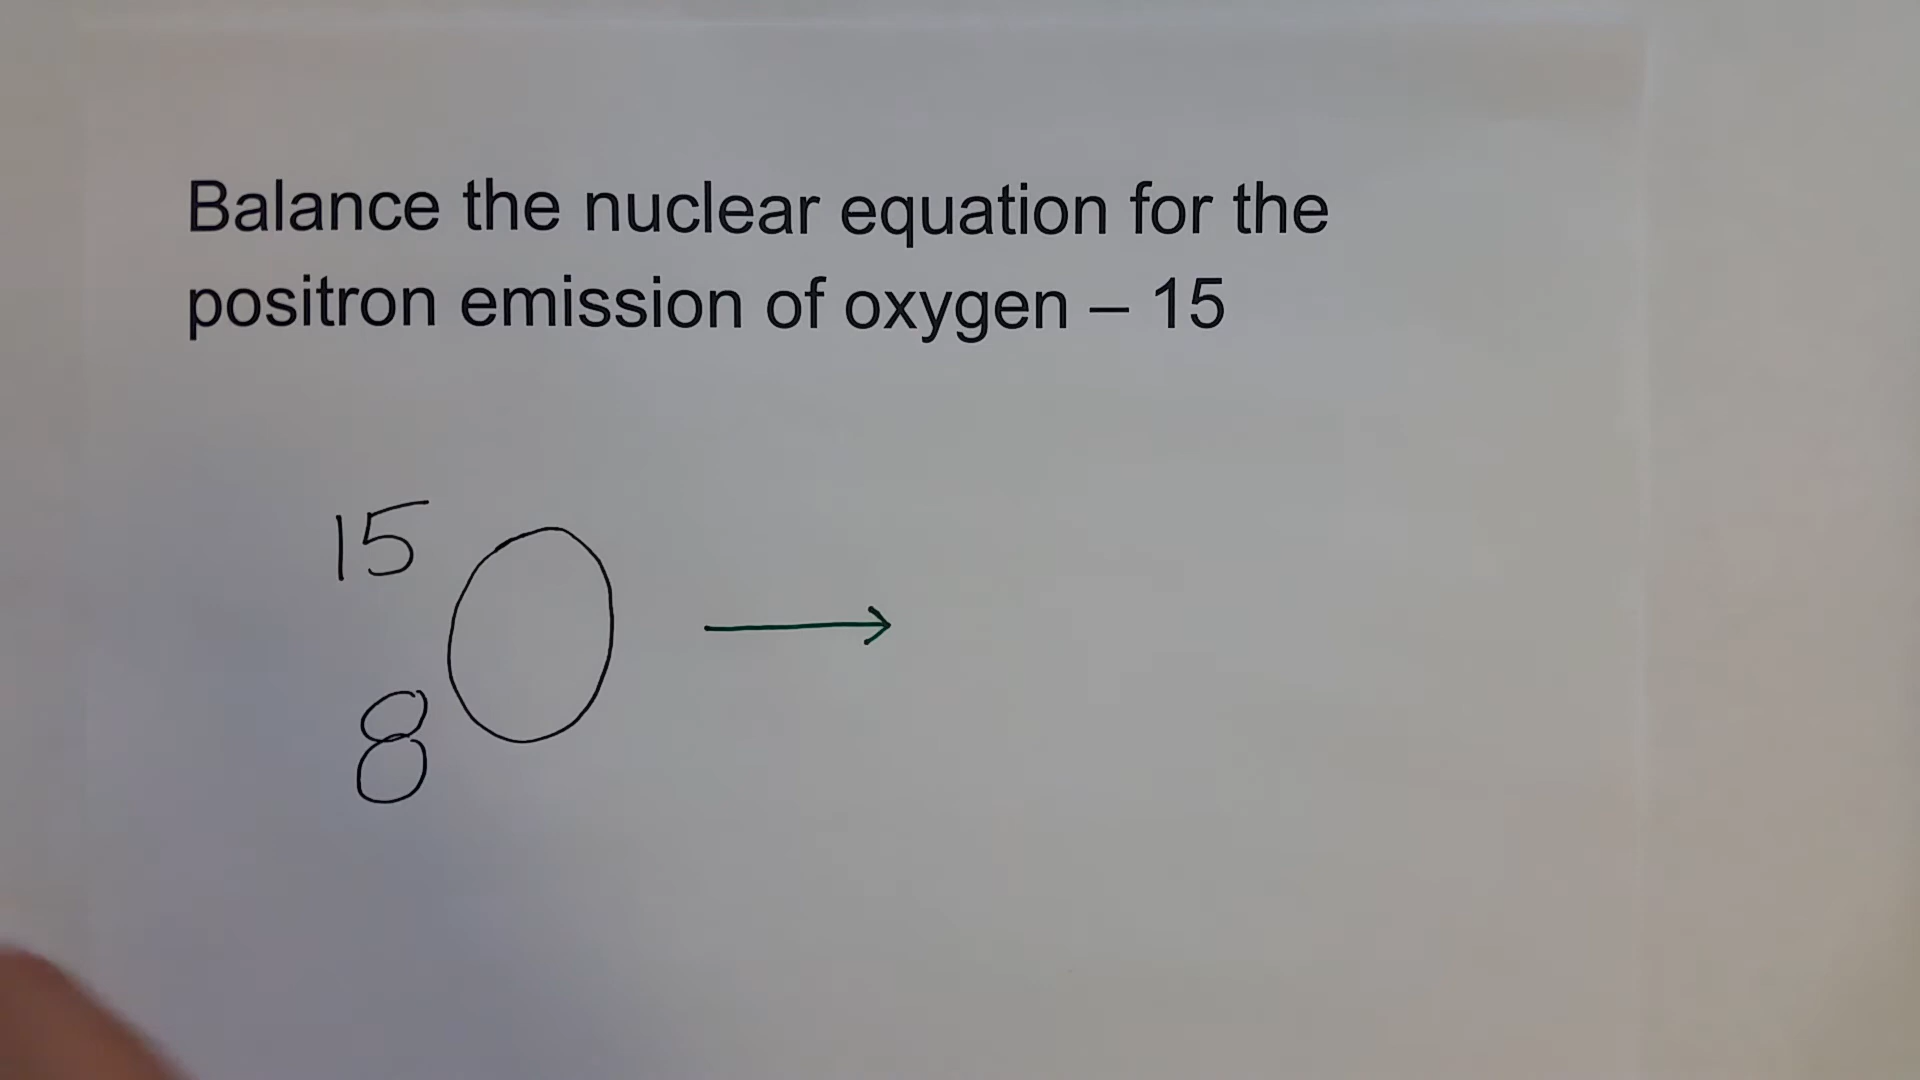 Balance the nuclear equation for the
positron emission of oxygen – 15
15
O →
8